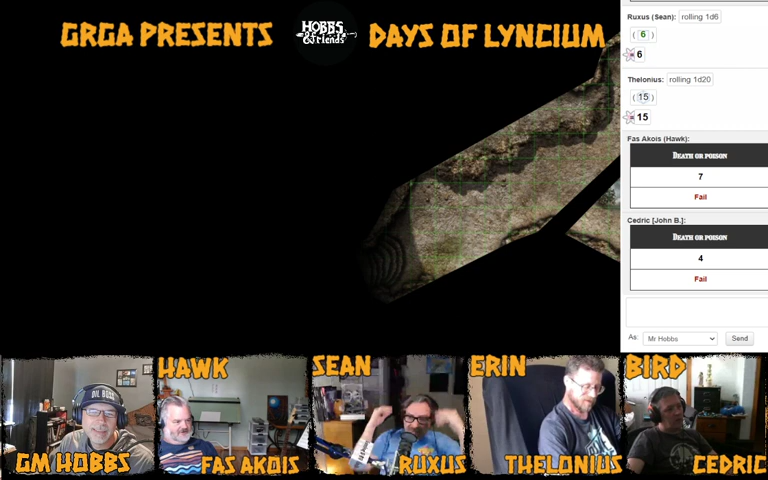 GRGA PRESENTS
HOBBS
& Friends
DAYS OF LYNCIUM
Ruxus (Sean): rolling 1d6
( 6 )
6
Thelonius: rolling 1d20
( 15 )
15
Fas Akois (Hawk):
DEATH OR POISON
7
Fail
Cedric [John B.]:
DEATH OR POISON
4
Fail
As: Mr Hobbs Send
HAWK
SEAN
ERIN
BIRD
GM HOBBS
FAS AKOIS
RUXUS
THELONIUS
CEDRIC